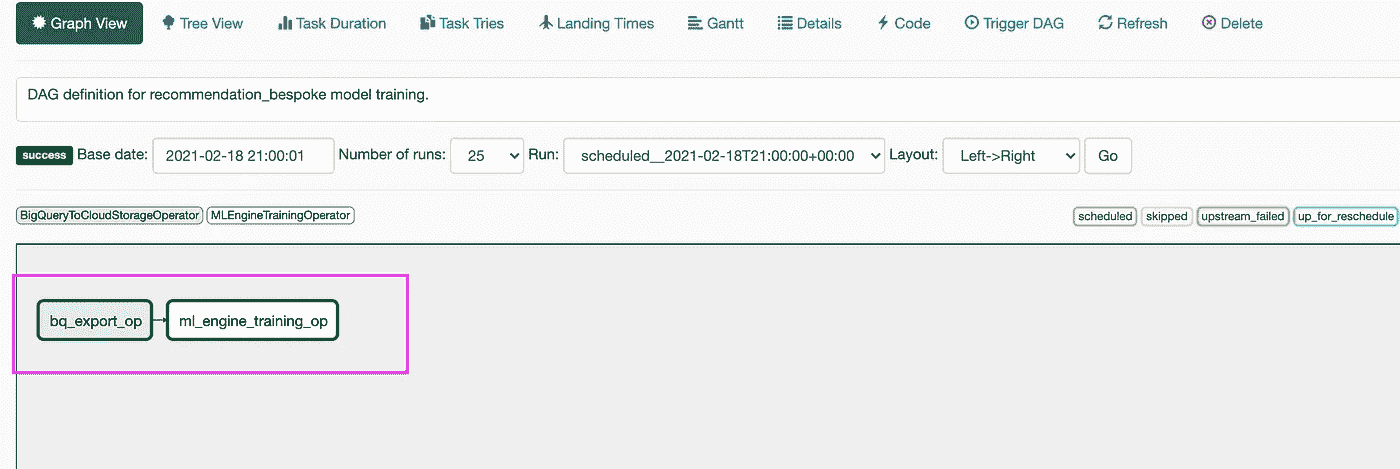 Graph View Tree View Task Duration Task Tries Landing Times Gantt Details Code Trigger DAG Refresh Delete
DAG definition for recommendation_bespoke model training.
success Base date: 2021-02-18 21:00:01 Number of runs: 25 Run: scheduled__2021-02-18T21:00:00+00:00 Layout: Left->Right Go
BigQueryToCloudStorageOperator MLEngineTrainingOperator scheduled skipped upstream_failed up_for_reschedule
bq_export_op ml_engine_training_op